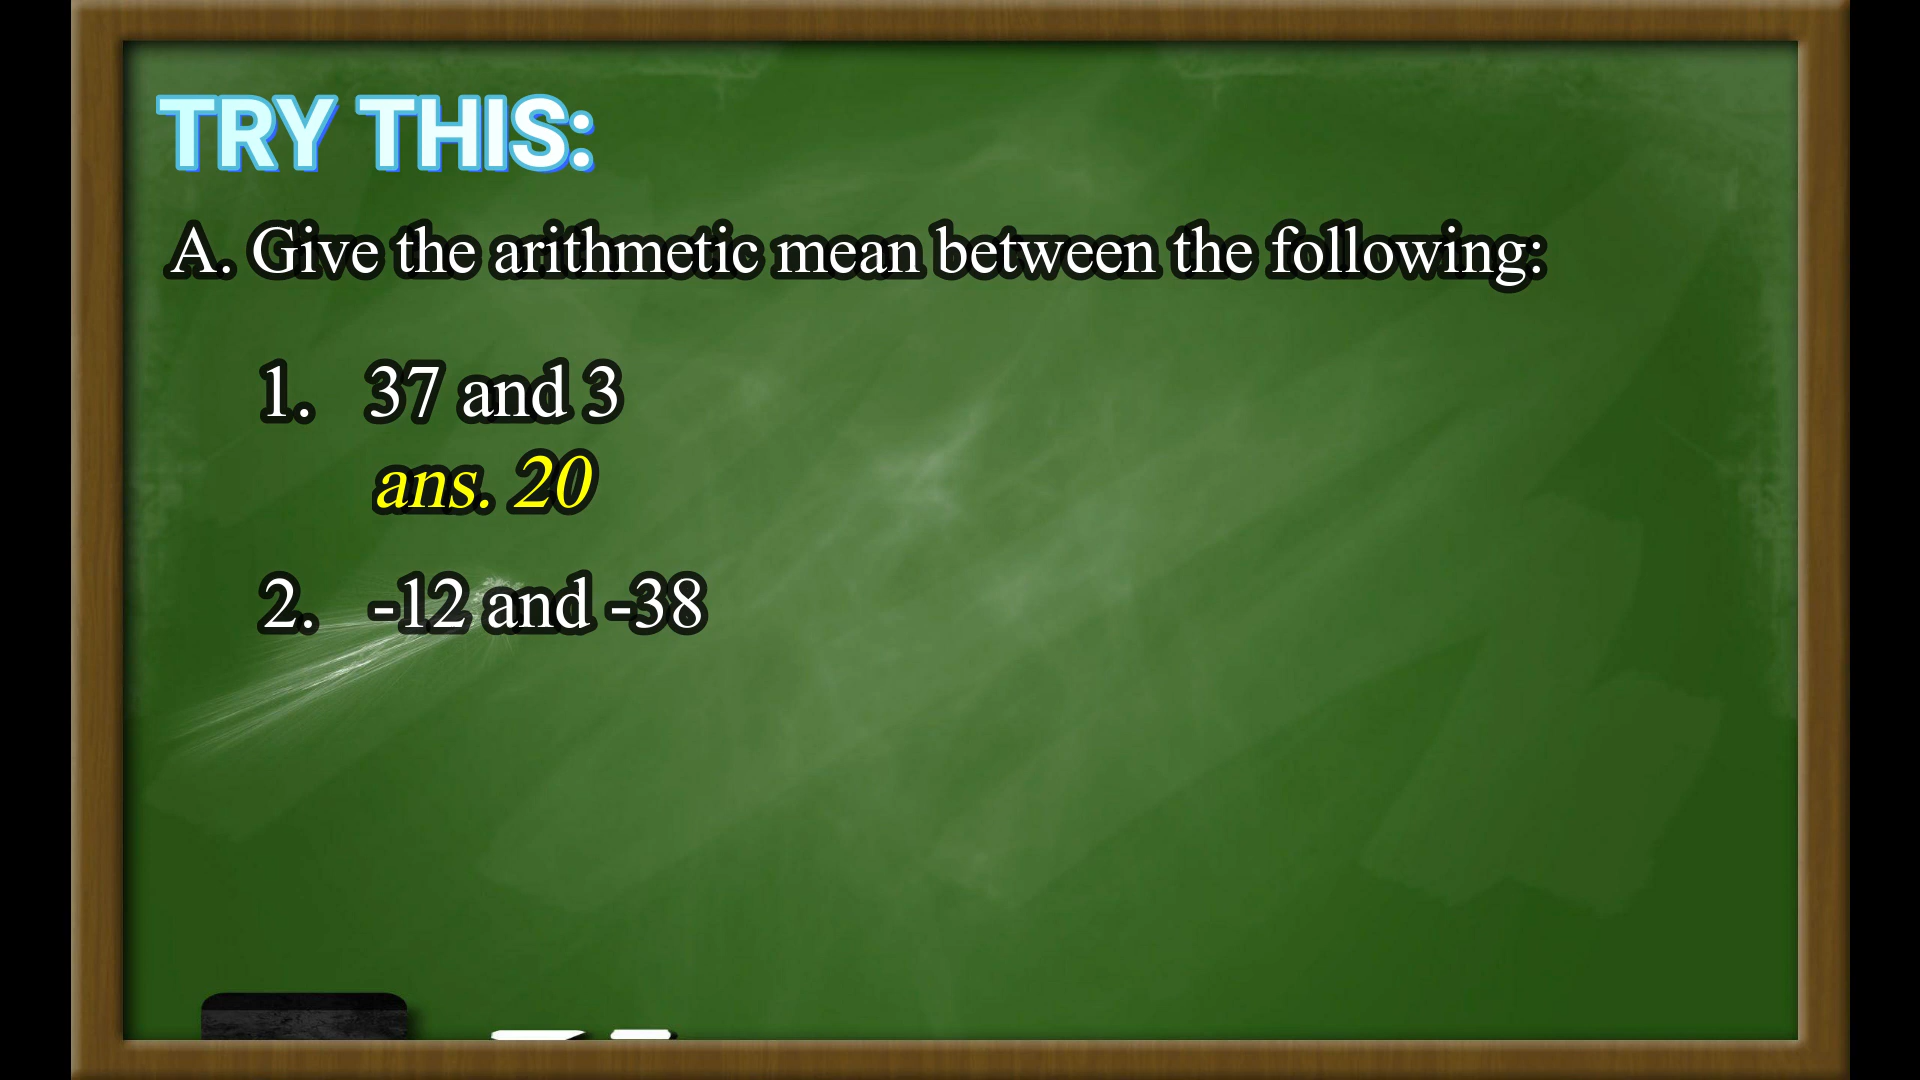 TRY THIS:
A. Give the arithmetic mean between the following:
1. 37 and 3
ans. 20
2. -12 and -38